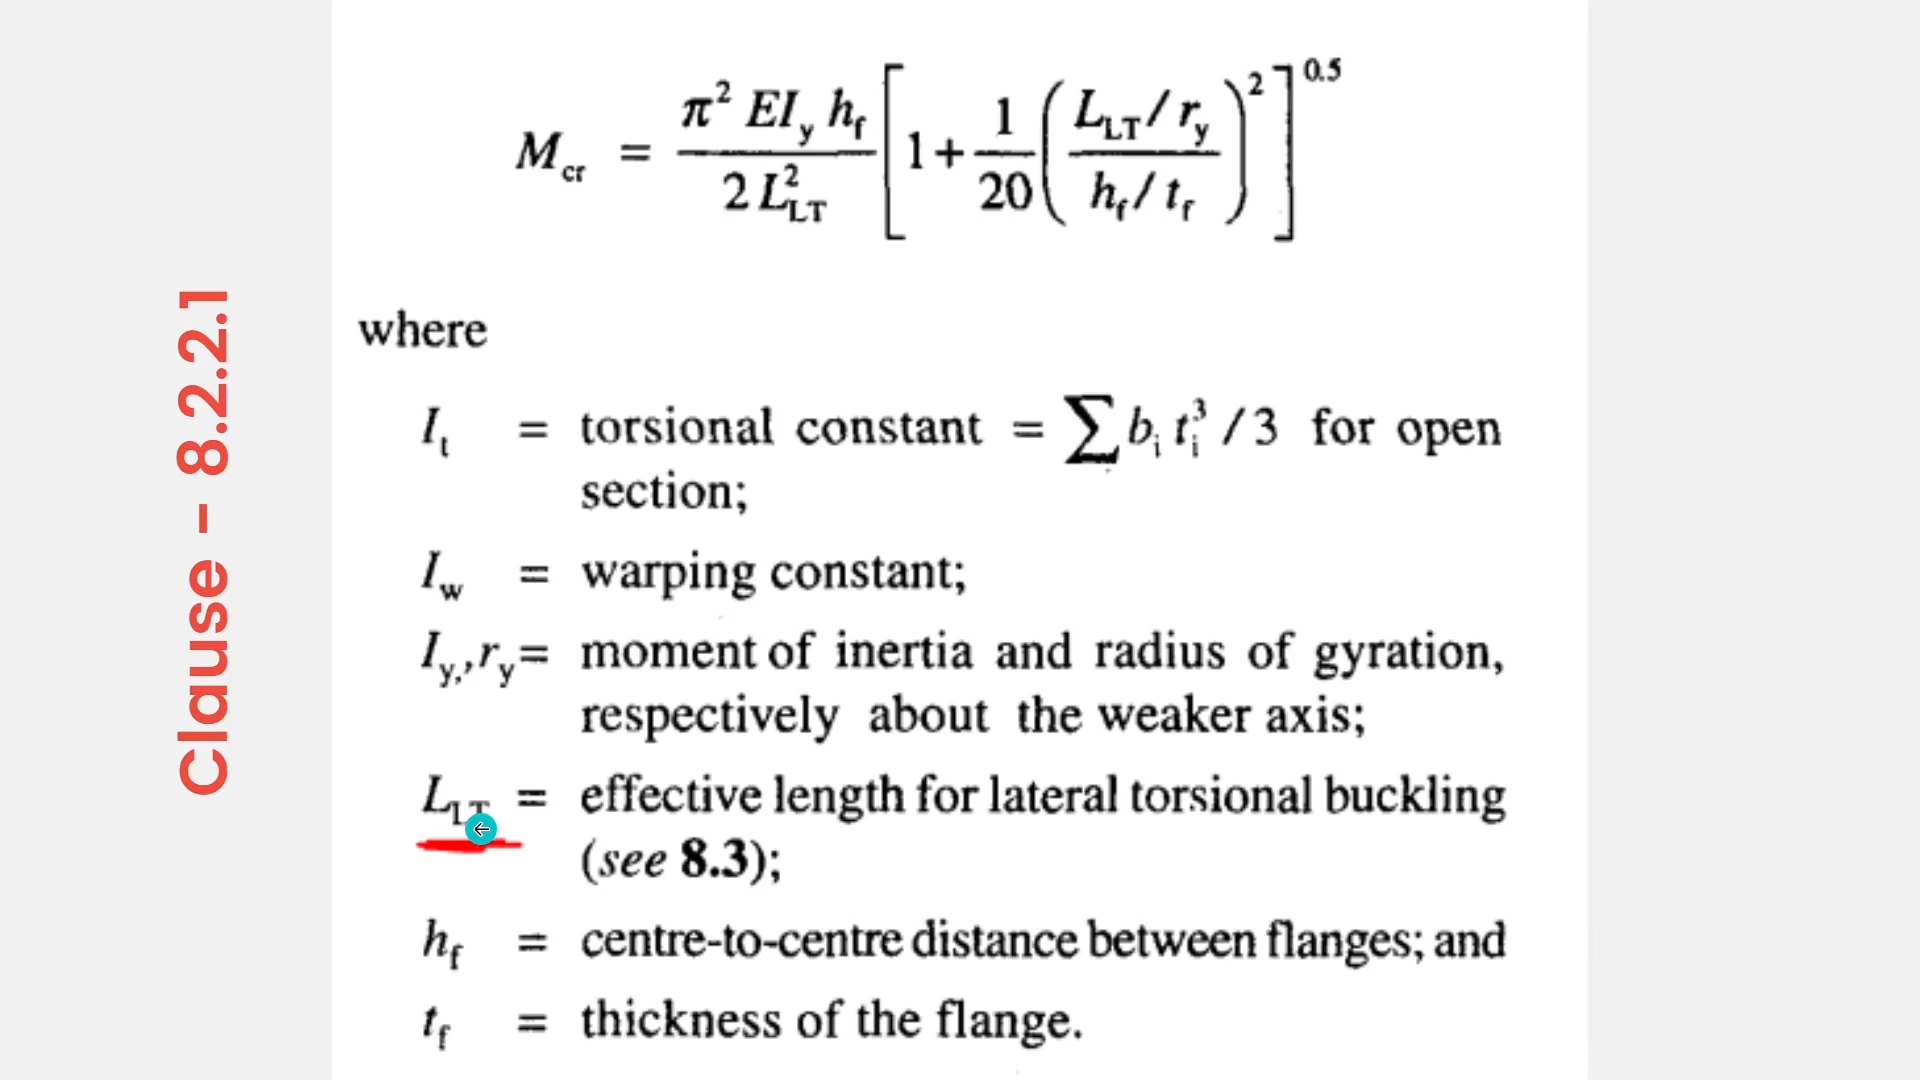 Clause - 8.2.2.1
M_cr = π² EI_y h_f / 2 L²_LT [1 + 1/20 (L_LT / r_y / h_f / t_f)²]^0.5
where
I_t = torsional constant = ∑ b_i t_i³ / 3 for open
section;
I_w = warping constant;
I_y, r_y = moment of inertia and radius of gyration,
respectively about the weaker axis;
L_LT = effective length for lateral torsional buckling
(see 8.3);
h_f = centre-to-centre distance between flanges; and
t_f = thickness of the flange.